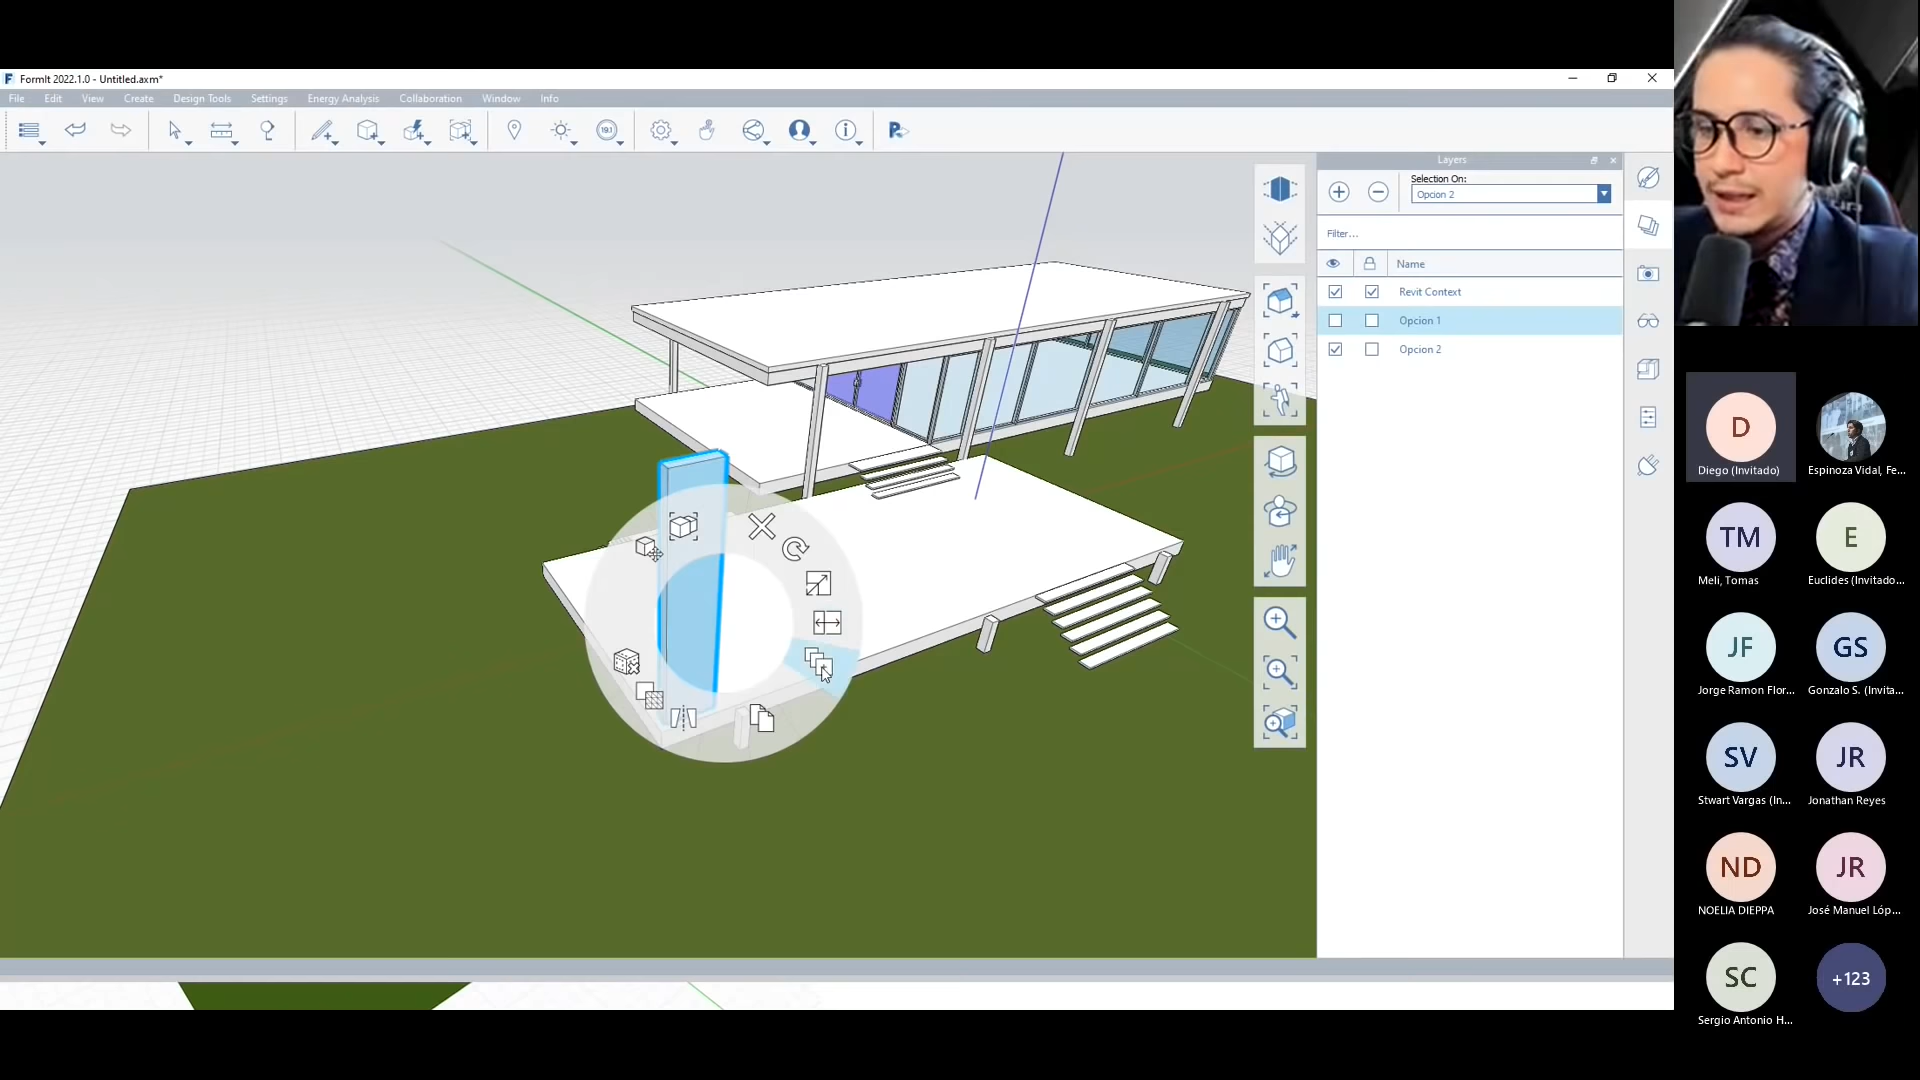 F FormIt 2022.1.0 - Untitled.axm*
File Edit View Create Design Tools Settings Energy Analysis Collaboration Window Info
191
Layers
Selection On:
Opcion 2
Filter...
Name
Revit Context
Opcion 1
Opcion 2
D
Diego (Invitado)
Espinoza Vidal, Fe...
TM
Meli, Tomas
E
Euclides (Invitado...
JF
Jorge Ramon Flor...
GS
Gonzalo S. (Invita...
SV
Stwart Vargas (In...
JR
Jonathan Reyes
ND
NOELIA DIEPPA
JR
José Manuel Lóp...
SC
Sergio Antonio H...
+123